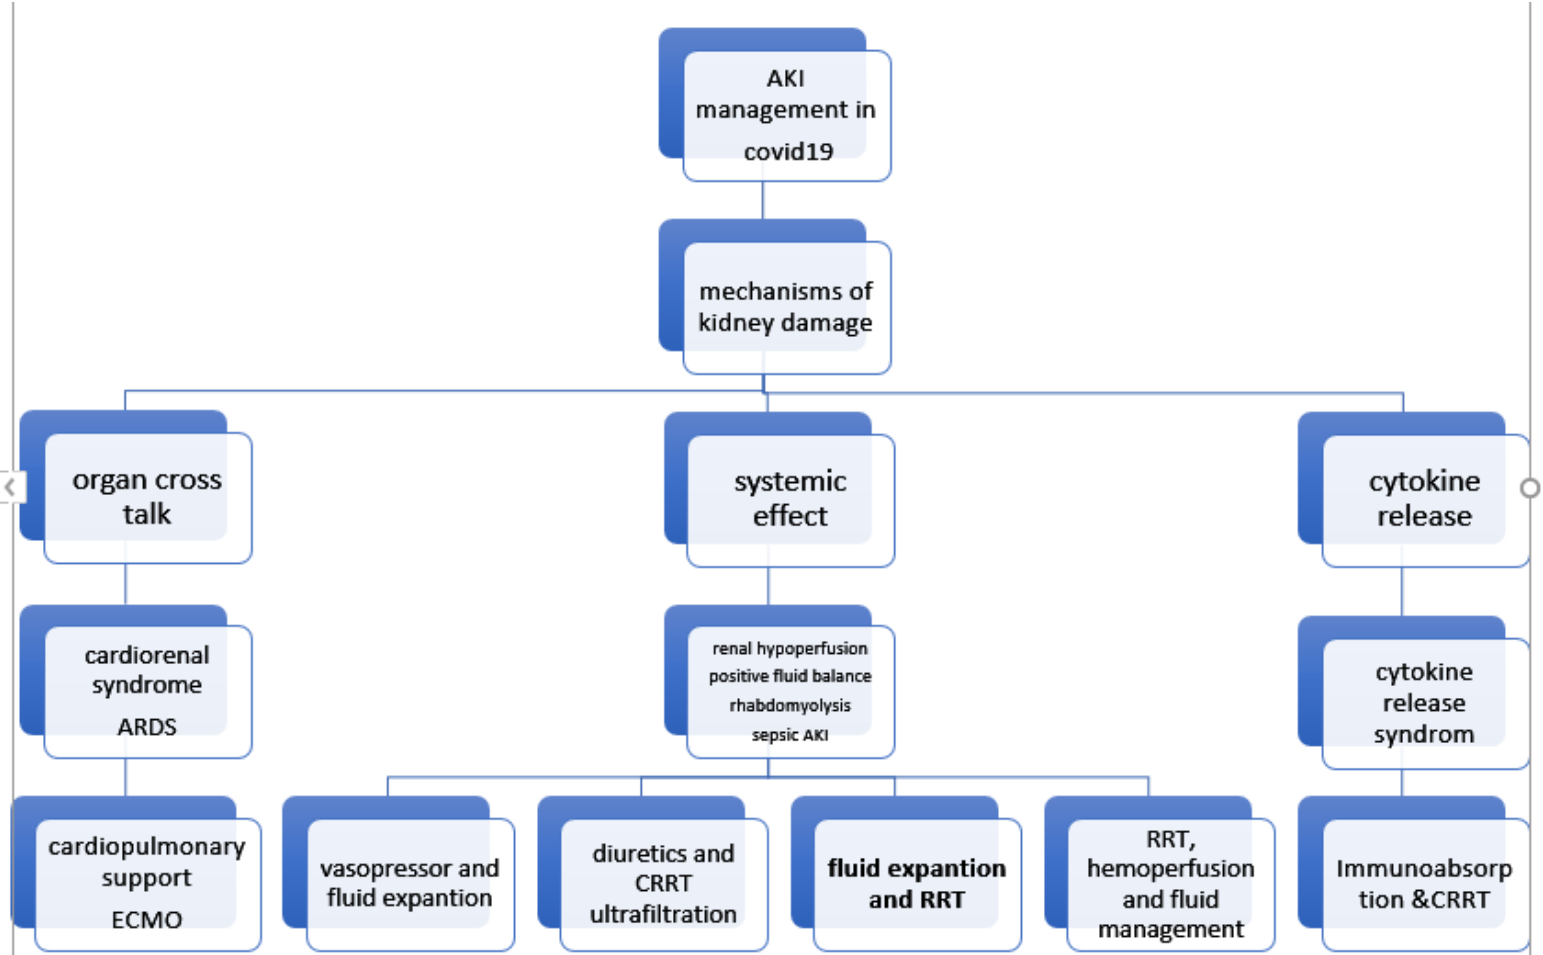 AKI
management in
covid19
mechanisms of
kidney damage
organ cross
talk
systemic
effect
cytokine
release
cardiorenal
syndrome
ARDS
renal hypoperfusion
positive fluid balance
rhabdomyolysis
sepsic AKI
cytokine
release
syndrom
cardiopulmonary
support
ECMO
vasopressor and
fluid expantion
diuretics and
CRRT
ultrafiltration
fluid expantion
and RRT
RRT,
hemoperfusion
and fluid
management
Immunoabsorp
tion &CRRT